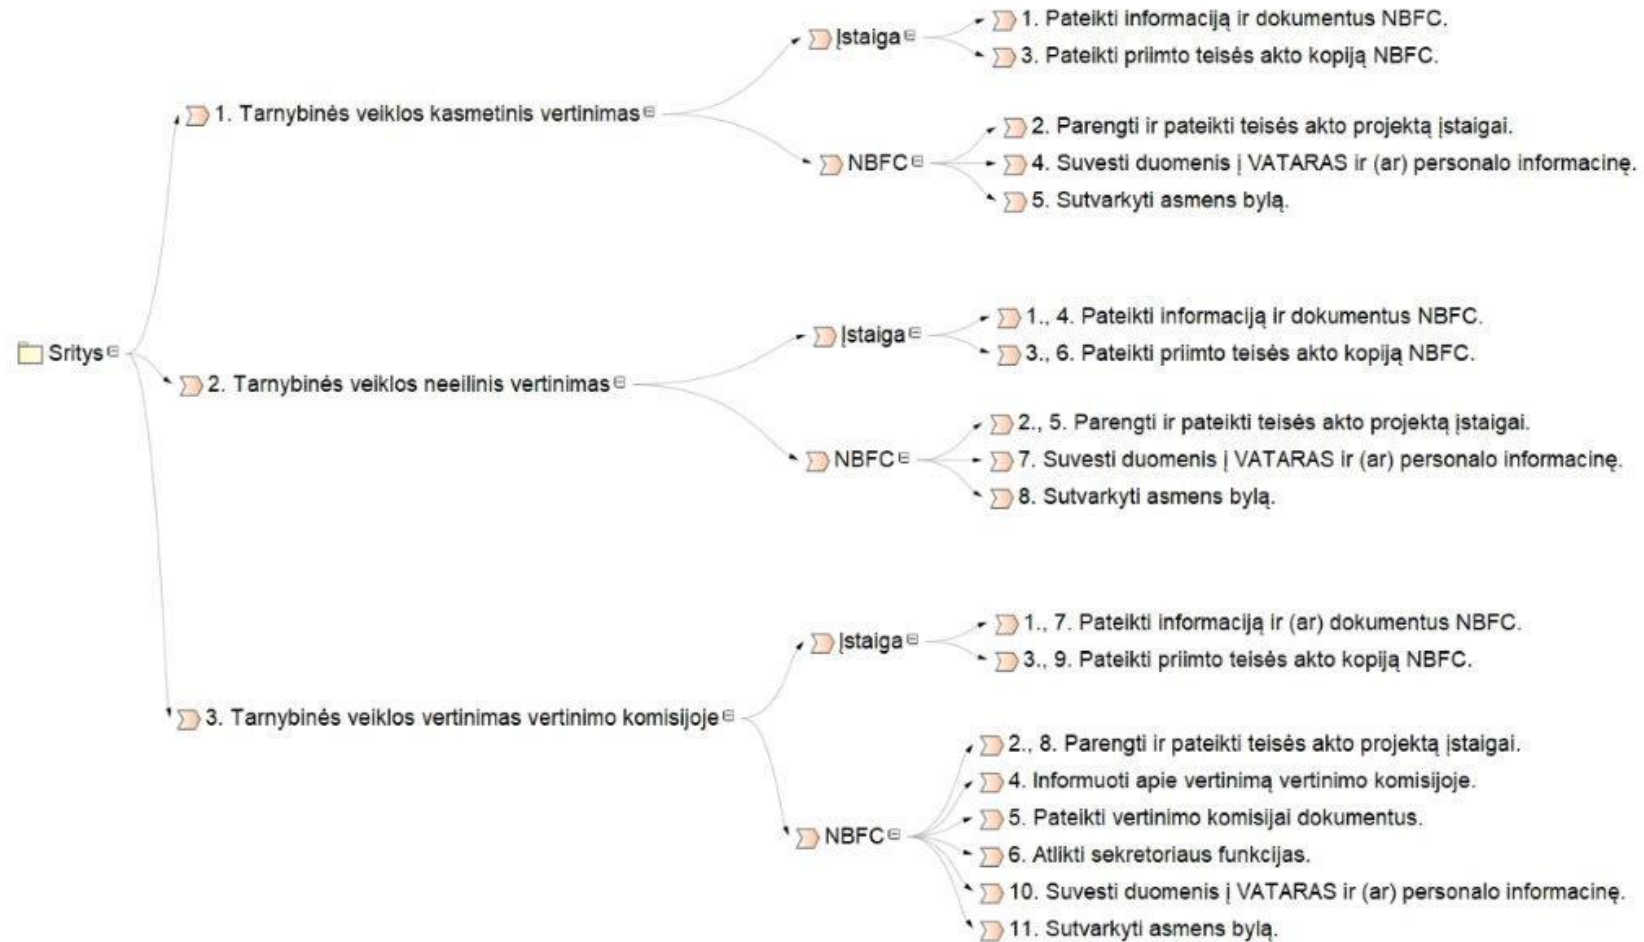 Sritys
1. Tarnybinės veiklos kasmetinis vertinimas
Įstaiga
1. Pateikti informaciją ir dokumentus NBFC.
3. Pateikti priimto teisės akto kopiją NBFC.
NBFC
2. Parengti ir pateikti teisės akto projektą įstaigai.
4. Suvesti duomenis į VATARAS ir (ar) personalo informacinę.
5. Sutvarkyti asmens bylą.
2. Tarnybinės veiklos neeilinis vertinimas
Įstaiga
1., 4. Pateikti informaciją ir dokumentus NBFC.
3., 6. Pateikti priimto teisės akto kopiją NBFC.
NBFC
2., 5. Parengti ir pateikti teisės akto projektą įstaigai.
7. Suvesti duomenis į VATARAS ir (ar) personalo informacinę.
8. Sutvarkyti asmens bylą.
3. Tarnybinės veiklos vertinimas vertinimo komisijoje
Įstaiga
1., 7. Pateikti informaciją ir (ar) dokumentus NBFC.
3., 9. Pateikti priimto teisės akto kopiją NBFC.
NBFC
2., 8. Parengti ir pateikti teisės akto projektą įstaigai.
4. Informuoti apie vertinimą vertinimo komisijoje.
5. Pateikti vertinimo komisijai dokumentus.
6. Atlikti sekretoriaus funkcijas.
10. Suvesti duomenis į VATARAS ir (ar) personalo informacinę.
11. Sutvarkyti asmens bylą.